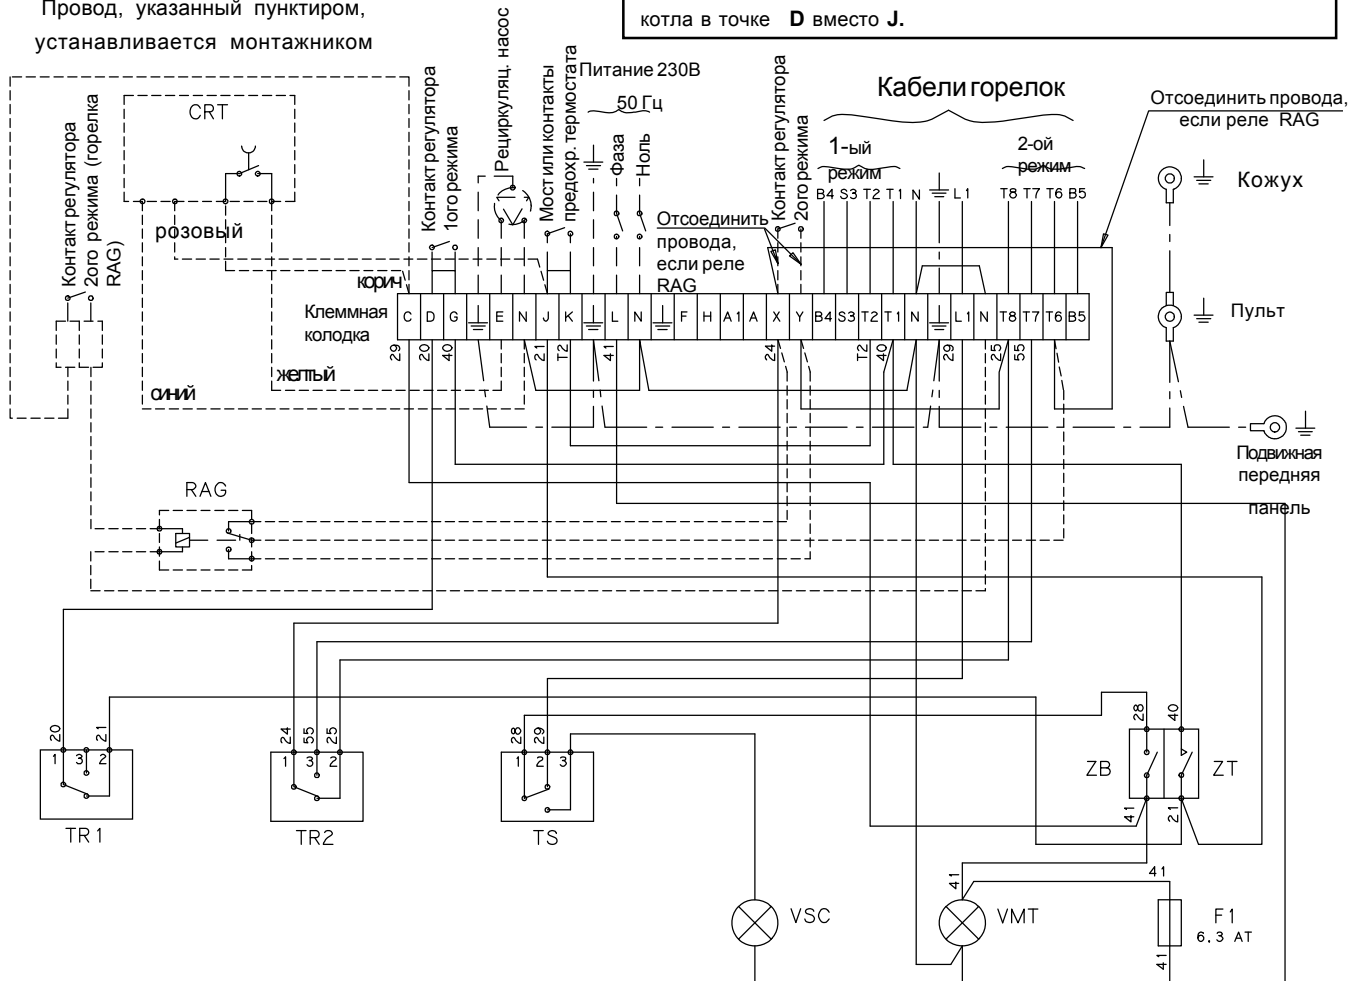 Провод, указанный пунктиром,
устанавливается монтажником
котла в точке D вместо J.
Контакт регулятора
2ого режима (горелка
RAG)
CRT
розовый
Контакт регулятора
1ого режима
Рециркуляц. насос
Мост или контакты
предохр. термостата
Питание 230В
50 Гц
Фаза
Ноль
Отсоединить
провода,
если реле
RAG
Контакт регулятора
2ого режима
Кабели горелок
1-ый
режим
2-ой
режим
B4 S3 T2 T1 N L1 T8 T7 T6 B5
Отсоединить провода,
если реле RAG
Кожух
Пульт
Подвижная
передняя
панель
корич
Клеммная
колодка
C D G E N J K L N F H A1 A X Y B4 S3 T2 T1 N L1 N T8 T7 T6 B5
29 20 40 21 T2 41 24 T2 40 29 25 55
желтый
синий
RAG
20 21
1 3 2
TR1
24 55 25
1 3 2
TR2
28 29
1 2 3
TS
28 40
ZB ZT
41 21
41 41
VSC
VMT
F1
6.3 AT
41